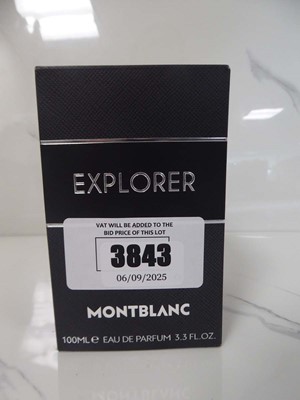 EXPLORER
VAT WILL BE ADDED TO THE
BID PRICE OF THIS LOT
3843
06/09/2025
MONTBLANC
100ML℮ EAU DE PARFUM 3.3 FL.OZ.